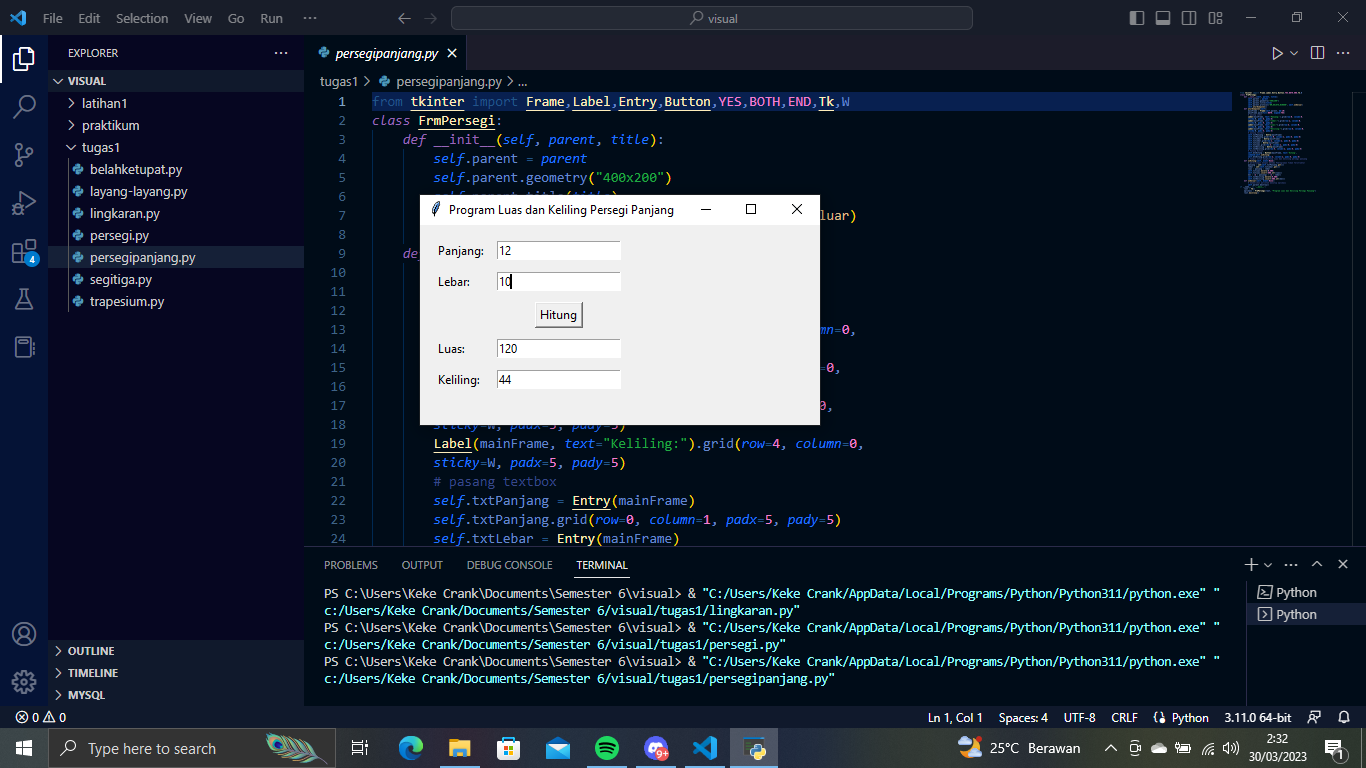 File Edit Selection View Go Run ··· visual
EXPLORER ···
VISUAL
latihan1
praktikum
tugas1
belahketupat.py
layang-layang.py
lingkaran.py
persegi.py
persegipanjang.py
segitiga.py
trapesium.py
OUTLINE
TIMELINE
MYSQL
4
persegipanjang.py
tugas1 > persegipanjang.py > ...
1 from tkinter import Frame,Label,Entry,Button,YES,BOTH,END,Tk,W
2 class FrmPersegi:
3 def __init__(self, parent, title):
4 self.parent = parent
5 self.parent.geometry("400x200")
6
7 luar)
8
9 de
10
11
12
13 mn=0,
14
15 =0,
16
17 0,
18 sticky=W, padx=5, pady=5)
19 Label(mainFrame, text="Keliling:").grid(row=4, column=0,
20 sticky=W, padx=5, pady=5)
21 # pasang textbox
22 self.txtPanjang = Entry(mainFrame)
23 self.txtPanjang.grid(row=0, column=1, padx=5, pady=5)
24 self.txtLebar = Entry(mainFrame)
Program Luas dan Keliling Persegi Panjang
Panjang: 12
Lebar: 10
Hitung
Luas: 120
Keliling: 44
PROBLEMS OUTPUT DEBUG CONSOLE TERMINAL
PS C:\Users\Keke Crank\Documents\Semester 6\visual> & "C:/Users/Keke Crank/AppData/Local/Programs/Python/Python311/python.exe" "
c:/Users/Keke Crank/Documents/Semester 6/visual/tugas1/lingkaran.py"
PS C:\Users\Keke Crank\Documents\Semester 6\visual> & "C:/Users/Keke Crank/AppData/Local/Programs/Python/Python311/python.exe" "
c:/Users/Keke Crank/Documents/Semester 6/visual/tugas1/persegi.py"
PS C:\Users\Keke Crank\Documents\Semester 6\visual> & "C:/Users/Keke Crank/AppData/Local/Programs/Python/Python311/python.exe" "
c:/Users/Keke Crank/Documents/Semester 6/visual/tugas1/persegipanjang.py"
Python
Python
0 0 Ln 1, Col 1 Spaces: 4 UTF-8 CRLF Python 3.11.0 64-bit
Type here to search 9+ 25°C Berawan 2:32
30/03/2023 1